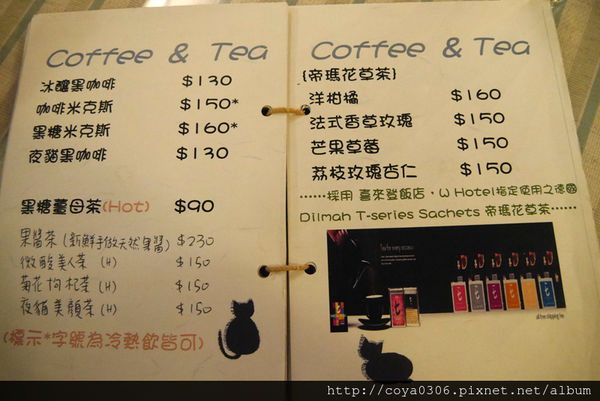 Coffee & Tea
冰釀黑咖啡 $130
咖啡米克斯 $150*
黑糖米克斯 $160*
夜貓黑咖啡 $130
黑糖薑母茶(Hot) $90
果醬茶(新鮮手做天然果醬) $230
微酸美人茶 (H) $150
菊花枸杞茶 (H) $150
夜貓美顏茶 (H) $150
(標示*字號為冷熱飲皆可)
Coffee & Tea
{帝瑪花草茶}
洋柑橘 $160
法式香草玫瑰 $150
芒果草莓 $150
荔枝玫瑰杏仁 $150
……採用 喜來登飯店，W Hotel指定使用之德國
Dilmah T-series Sachets 帝瑪花草茶……
http://coya0306.pixnet.net/album